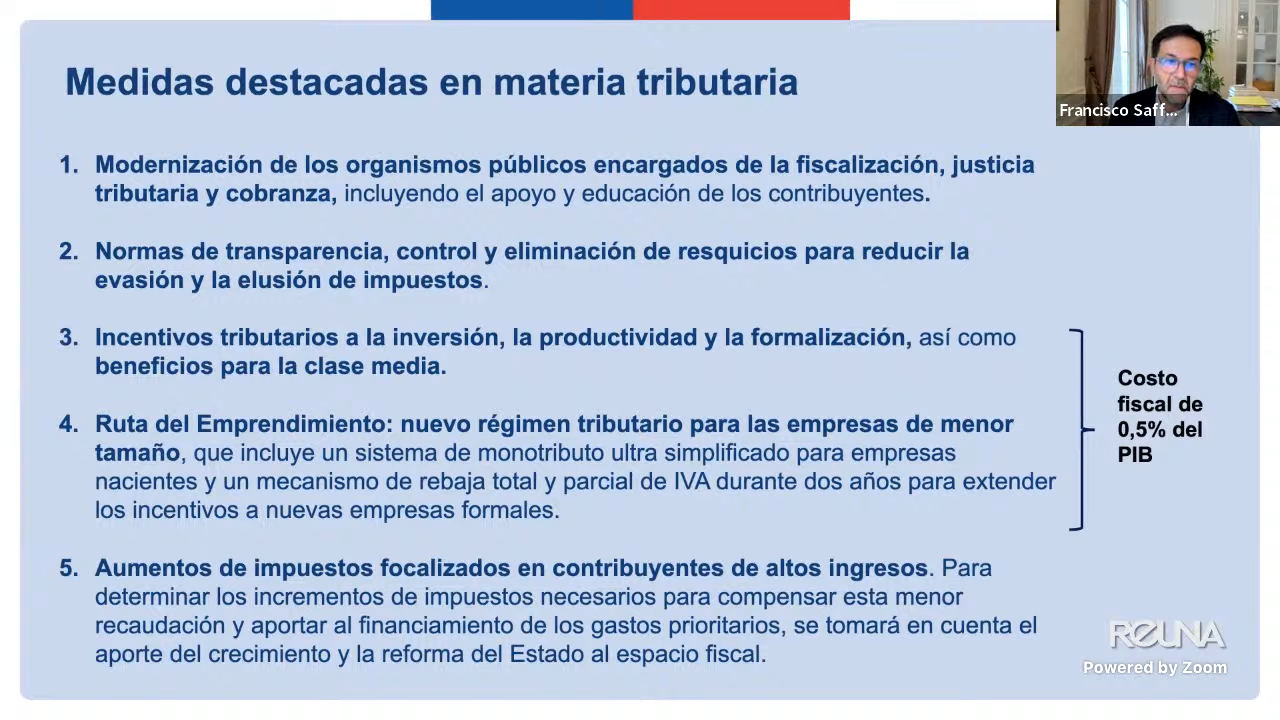 Medidas destacadas en materia tributaria
Francisco Saff...
1. Modernización de los organismos públicos encargados de la fiscalización, justicia
tributaria y cobranza, incluyendo el apoyo y educación de los contribuyentes.
2. Normas de transparencia, control y eliminación de resquicios para reducir la
evasión y la elusión de impuestos.
3. Incentivos tributarios a la inversión, la productividad y la formalización, así como
beneficios para la clase media.
4. Ruta del Emprendimiento: nuevo régimen tributario para las empresas de menor
tamaño, que incluye un sistema de monotributo ultra simplificado para empresas
nacientes y un mecanismo de rebaja total y parcial de IVA durante dos años para extender
los incentivos a nuevas empresas formales.
Costo
fiscal de
0,5% del
PIB
5. Aumentos de impuestos focalizados en contribuyentes de altos ingresos. Para
determinar los incrementos de impuestos necesarios para compensar esta menor
recaudación y aportar al financiamiento de los gastos prioritarios, se tomará en cuenta el
aporte del crecimiento y la reforma del Estado al espacio fiscal.
REUNA
Powered by Zoom